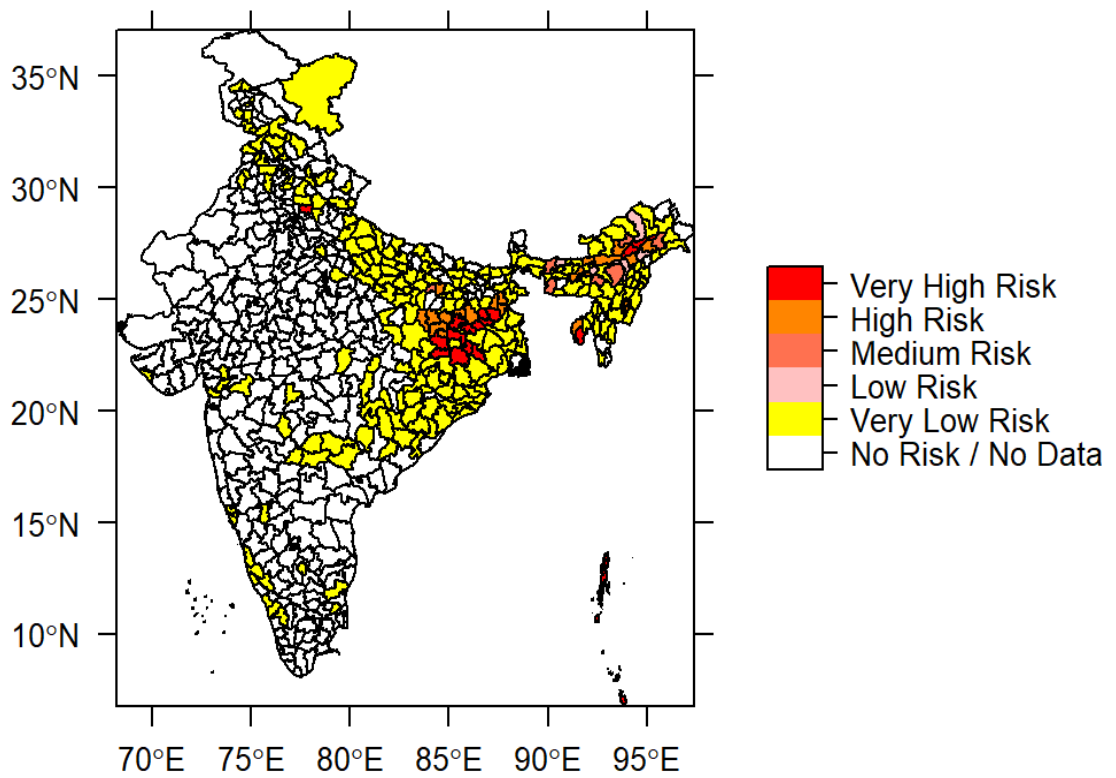 35°N
30°N
25°N
20°N
15°N
10°N
70°E 75°E 80°E 85°E 90°E 95°E
Very High Risk
High Risk
Medium Risk
Low Risk
Very Low Risk
No Risk / No Data